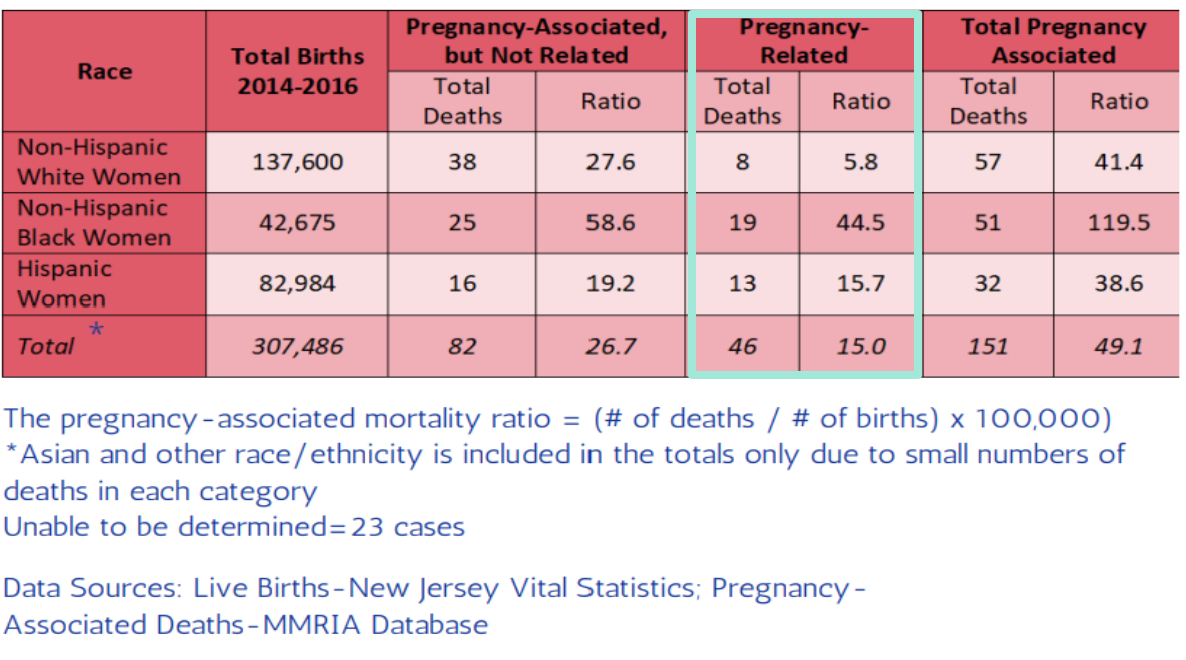 Race Total Births 2014-2016 Pregnancy-Associated, but Not Related Pregnancy-Related Total Pregnancy Associated
Total Deaths Ratio Total Deaths Ratio Total Deaths Ratio
Non-Hispanic White Women 137,600 38 27.6 8 5.8 57 41.4
Non-Hispanic Black Women 42,675 25 58.6 19 44.5 51 119.5
Hispanic Women 82,984 16 19.2 13 15.7 32 38.6
Total * 307,486 82 26.7 46 15.0 151 49.1
The pregnancy-associated mortality ratio = (# of deaths / # of births) x 100,000)
*Asian and other race/ethnicity is included in the totals only due to small numbers of
deaths in each category
Unable to be determined=23 cases
Data Sources: Live Births-New Jersey Vital Statistics; Pregnancy-
Associated Deaths-MMRIA Database